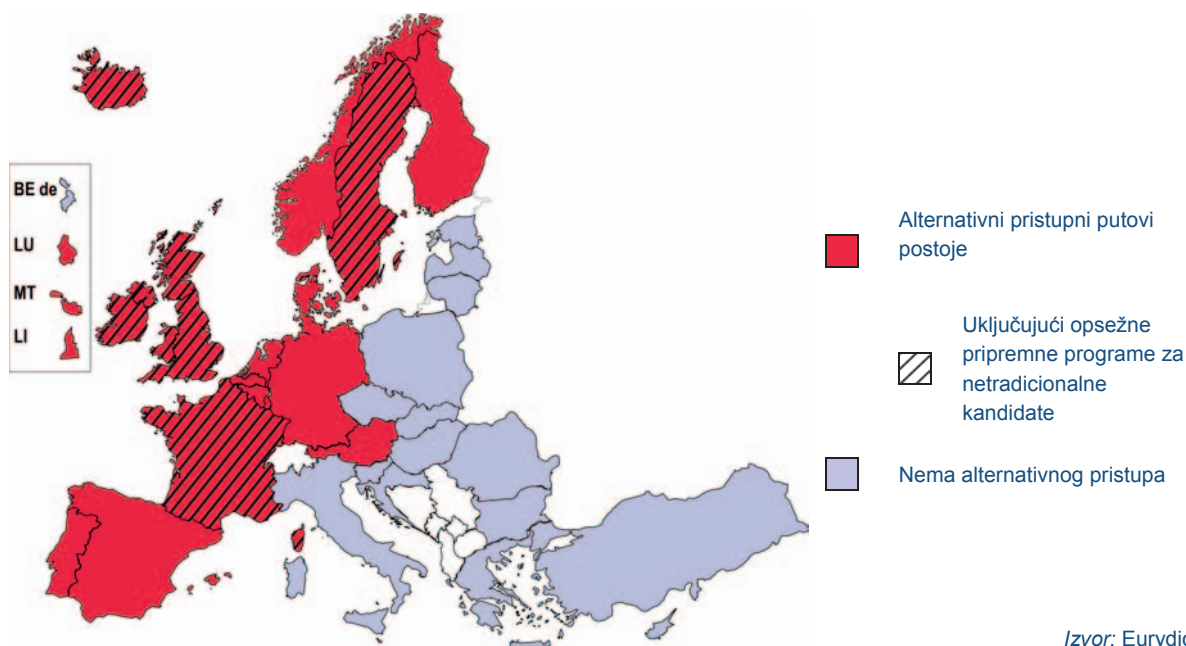 BE de
LU
MT
LI
Alternativni pristupni putovi
postoje
Uključujući opsežne
pripremne programe za
netradicionalne
kandidate
Nema alternativnog pristupa
Izvor: Eurydic